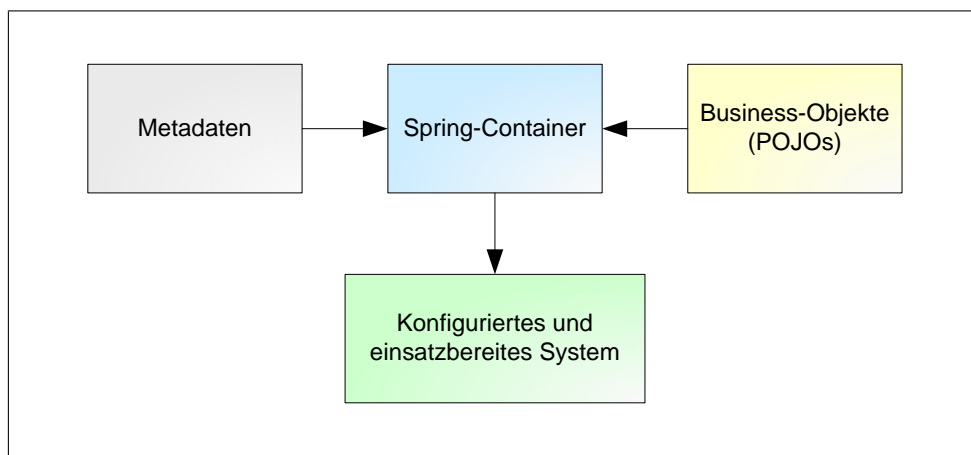 Metadaten
Spring-Container
Business-Objekte
(POJOs)
Konfiguriertes und
einsatzbereites System